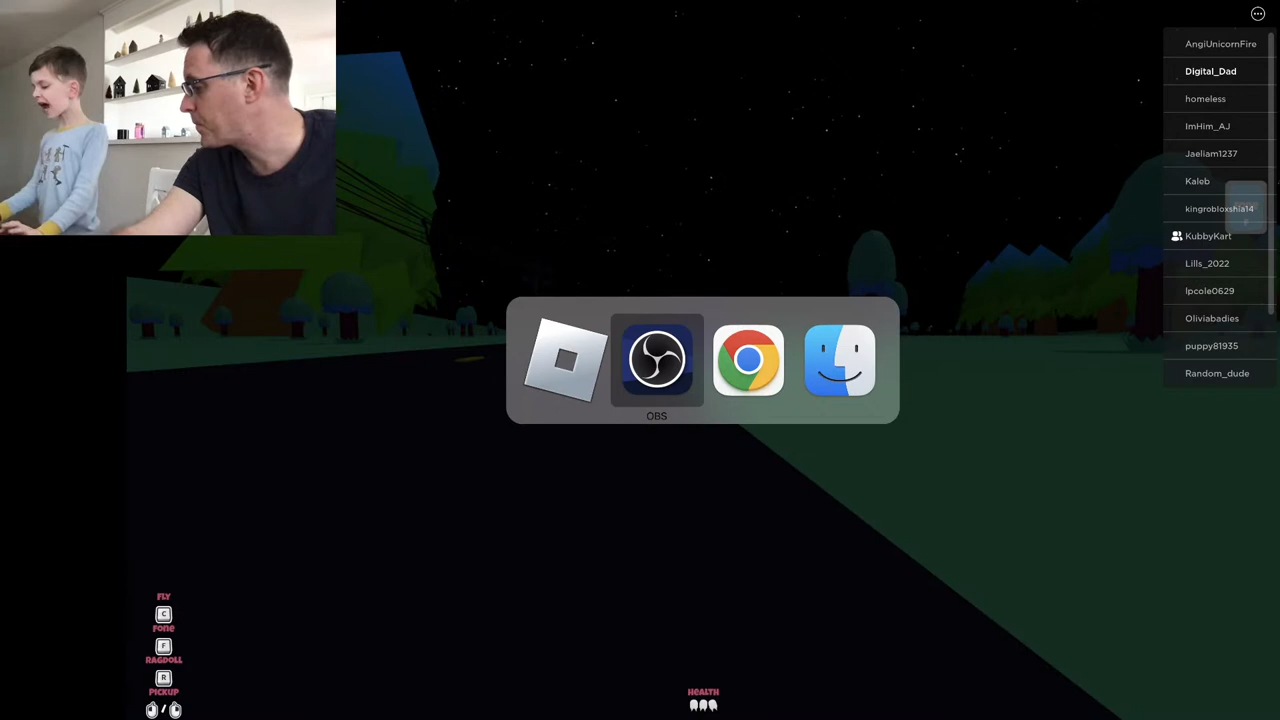 AngiUnicornFire
Digital_Dad
homeless
ImHim_AJ
Jaeliam1237
Kaleb
kingrobloxshia14
KubbyKart
Lills_2022
lpcole0629
Oliviabadies
puppy81935
Random_dude
OBS
FLY
C
Fone
F
RAGDOLL
R
PICKUP
/
HEALTH